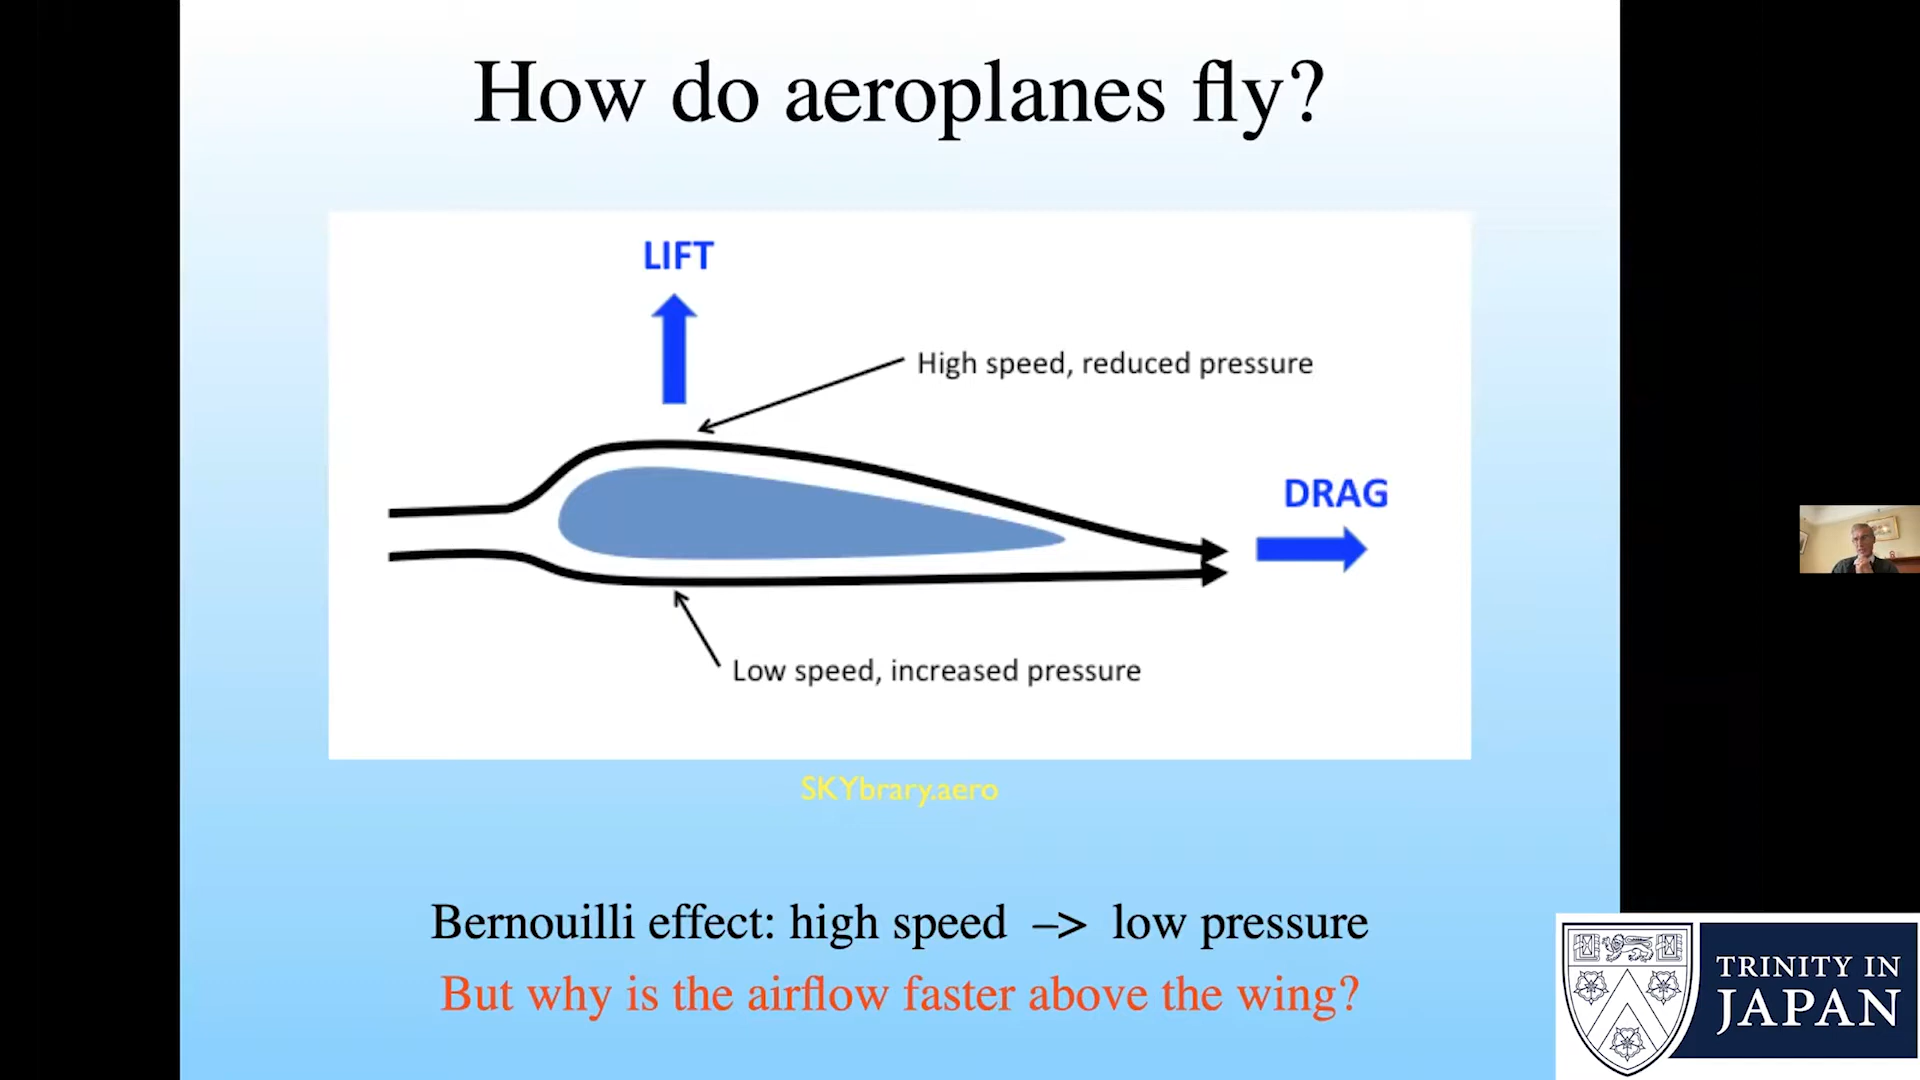 How do aeroplanes fly?
LIFT
High speed, reduced pressure
DRAG
Low speed, increased pressure
SKYbrary.aero
Bernouilli effect: high speed –> low pressure
But why is the airflow faster above the wing?
TRINITY IN
JAPAN